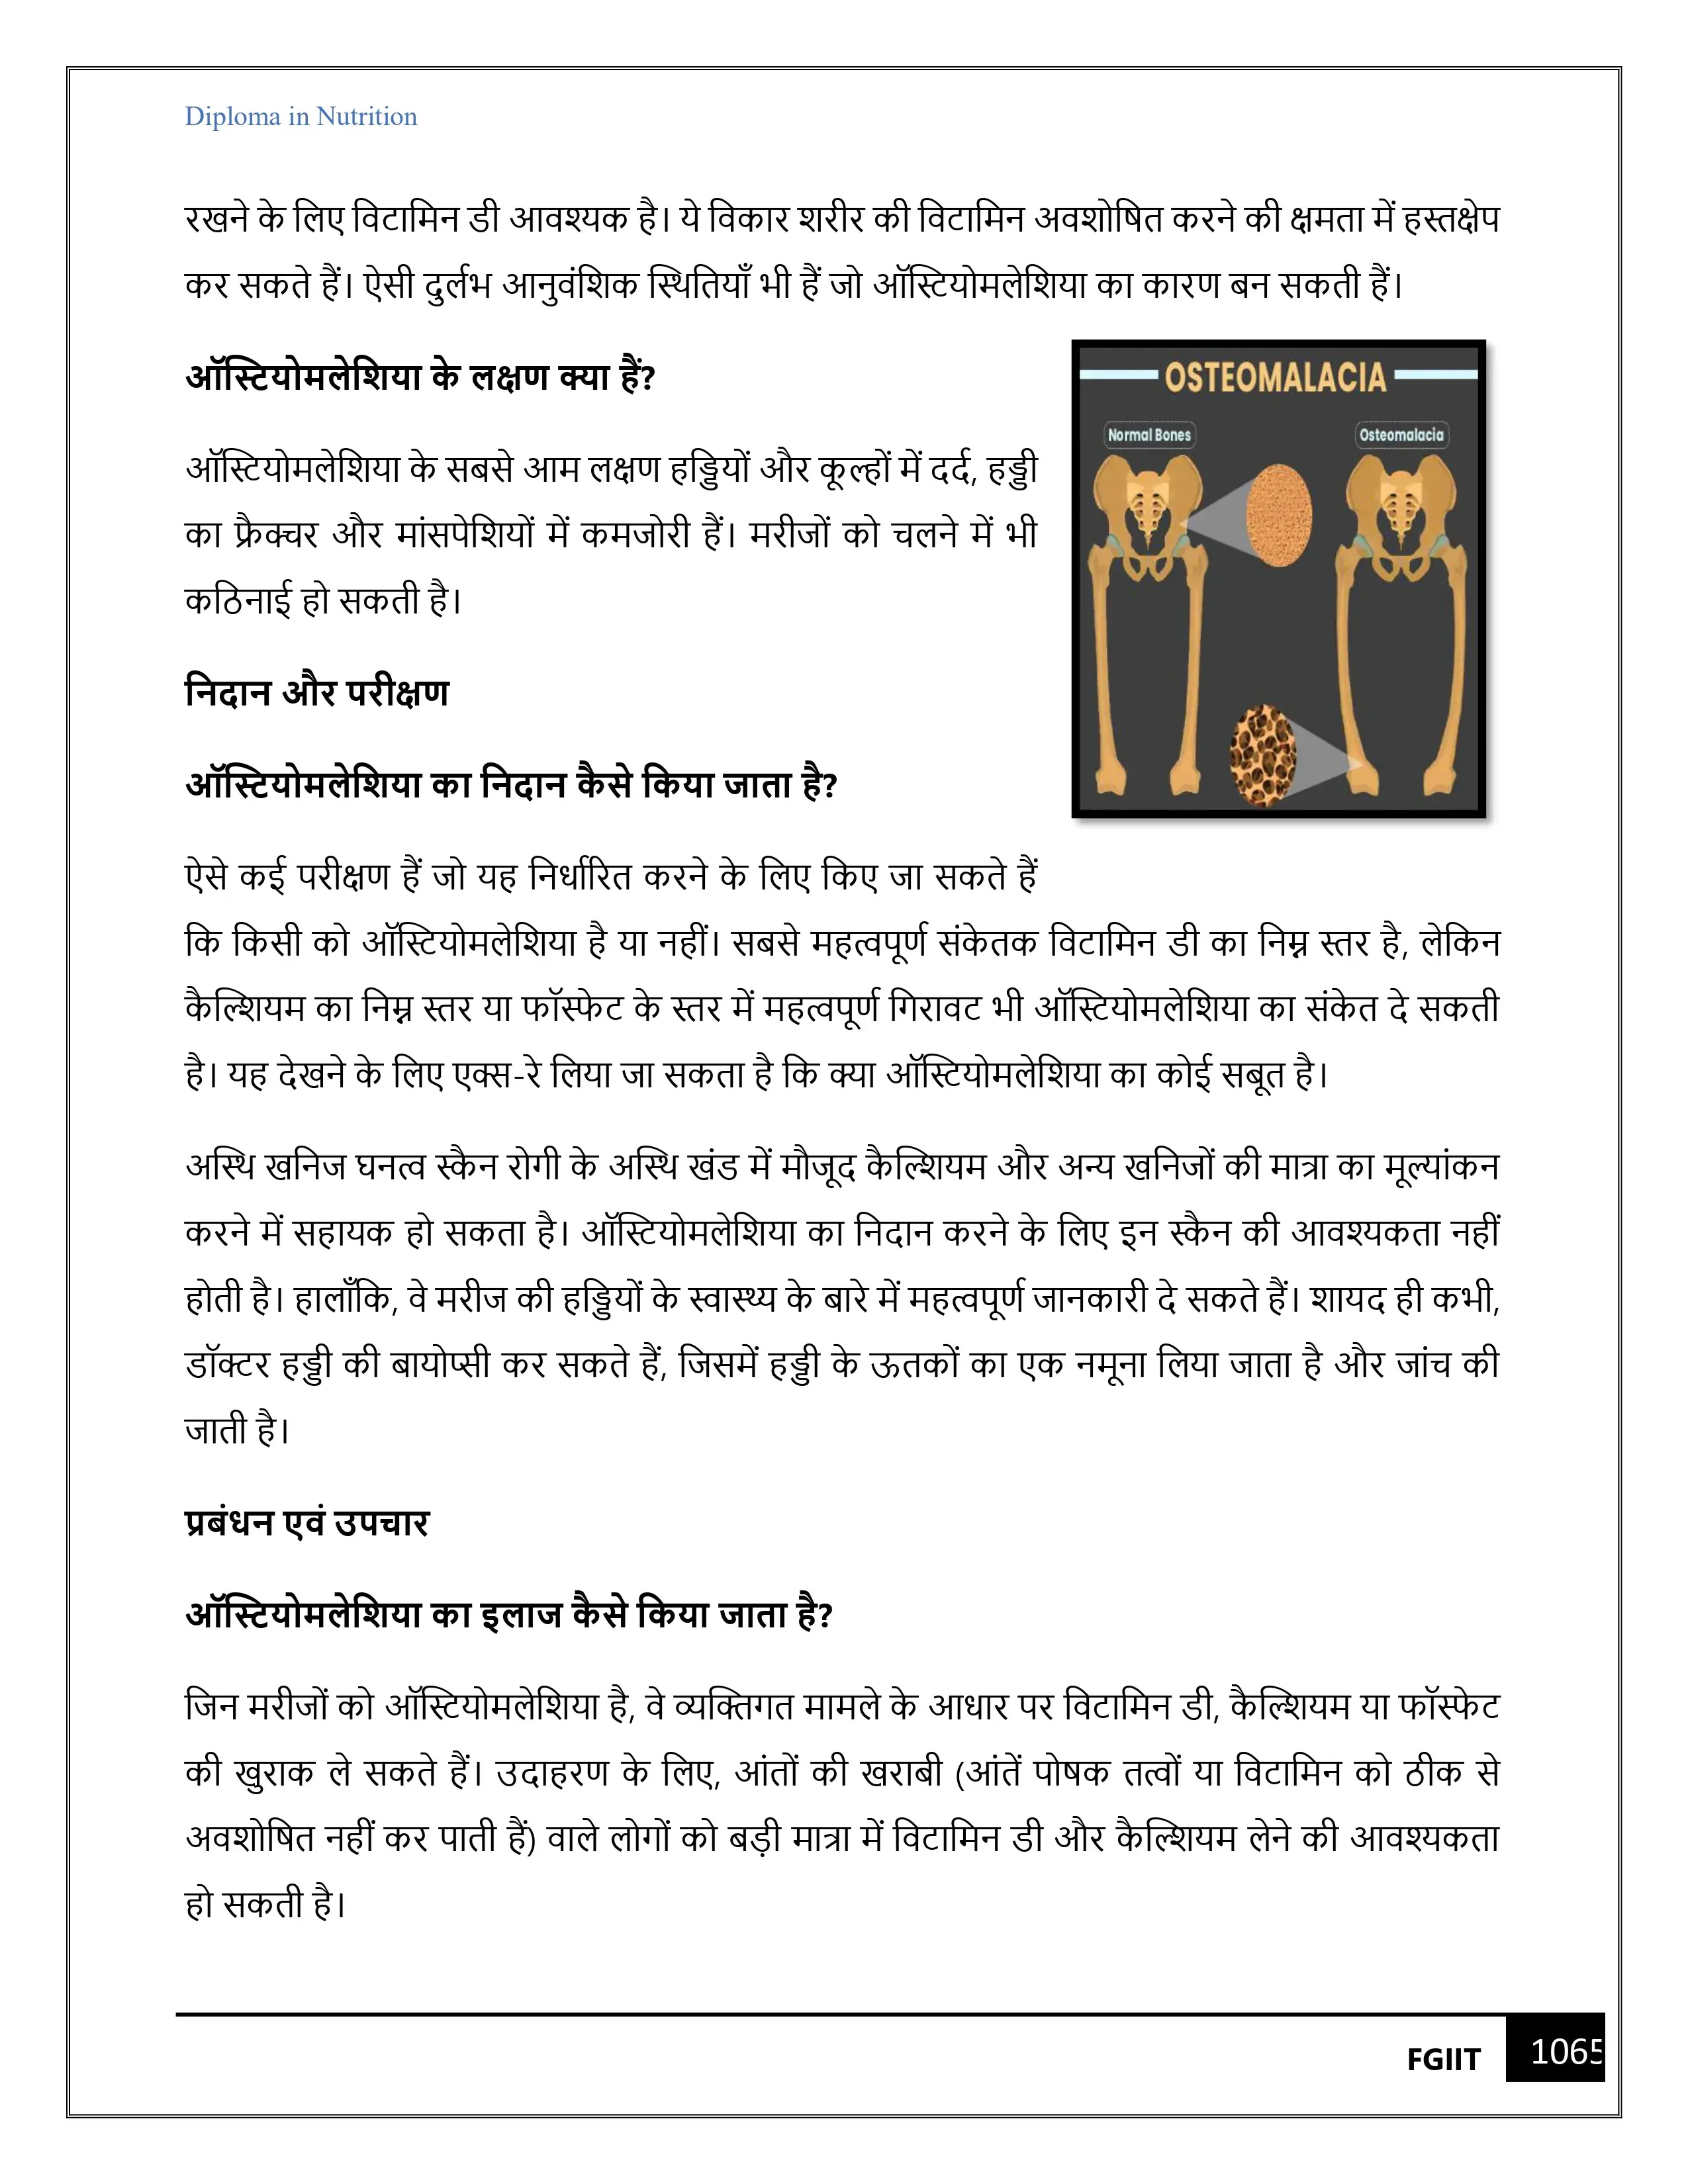 Diploma in Nutrition
रखने के लिए विटामिन डी आवश्यक है। ये विकार शरीर की विटामिन अवशोषित करने की क्षमता में हस्तक्षेप
कर सकते हैं। ऐसी दुर्लभ आनुवंशिक स्थितियाँ भी हैं जो ऑस्टियोमलेशिया का कारण बन सकती हैं।
ऑस्टियोमलेशिया के लक्षण क्या हैं?
ऑस्टियोमलेशिया के सबसे आम लक्षण हड्डियों और कूल्हों में दर्द, हड्डी
का फ्रैक्चर और मांसपेशियों में कमजोरी हैं। मरीजों को चलने में भी
कठिनाई हो सकती है।
OSTEOMALACIA
Normal Bones
Osteomalacia
निदान और परीक्षण
ऑस्टियोमलेशिया का निदान कैसे किया जाता है?
ऐसे कई परीक्षण हैं जो यह निर्धारित करने के लिए किए जा सकते हैं
कि किसी को ऑस्टियोमलेशिया है या नहीं। सबसे महत्वपूर्ण संकेतक विटामिन डी का निम्न स्तर है, लेकिन
कैल्शियम का निम्न स्तर या फॉस्फेट के स्तर में महत्वपूर्ण गिरावट भी ऑस्टियोमलेशिया का संकेत दे सकती
है। यह देखने के लिए एक्स-रे लिया जा सकता है कि क्या ऑस्टियोमलेशिया का कोई सबूत है।
अस्थि खनिज घनत्व स्कैन रोगी के अस्थि खंड में मौजूद कैल्शियम और अन्य खनिजों की मात्रा का मूल्यांकन
करने में सहायक हो सकता है। ऑस्टियोमलेशिया का निदान करने के लिए इन स्कैन की आवश्यकता नहीं
होती है। हालाँकि, वे मरीज की हड्डियों के स्वास्थ्य के बारे में महत्वपूर्ण जानकारी दे सकते हैं। शायद ही कभी,
डॉक्टर हड्डी की बायोप्सी कर सकते हैं, जिसमें हड्डी के ऊतकों का एक नमूना लिया जाता है और जांच की
जाती है।
प्रबंधन एवं उपचार
ऑस्टियोमलेशिया का इलाज कैसे किया जाता है?
जिन मरीजों को ऑस्टियोमलेशिया है, वे व्यक्तिगत मामले के आधार पर विटामिन डी, कैल्शियम या फॉस्फेट
की खुराक ले सकते हैं। उदाहरण के लिए, आंतों की खराबी (आंतें पोषक तत्वों या विटामिन को ठीक से
अवशोषित नहीं कर पाती हैं) वाले लोगों को बड़ी मात्रा में विटामिन डी और कैल्शियम लेने की आवश्यकता
हो सकती है।
FGIIT
1065